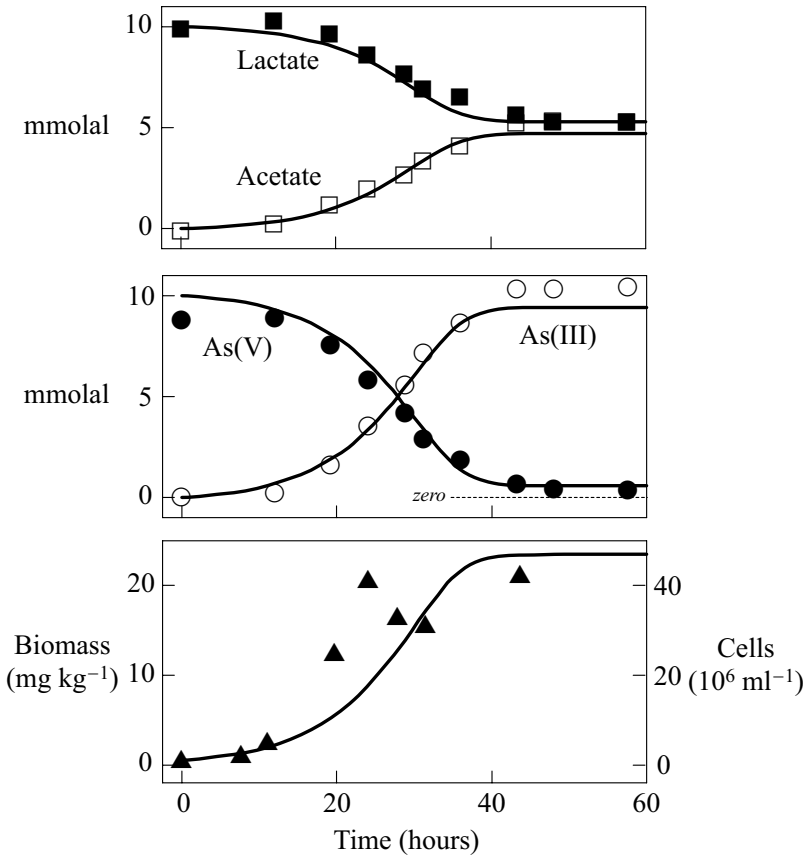 10
Lactate
mmolal
5
Acetate
0
10
As(V)
As(III)
mmolal
5
0
zero
20
40
Biomass
(mg kg⁻¹)
10
20
Cells
(10⁶ ml⁻¹)
0
0
0
20
40
60
Time (hours)